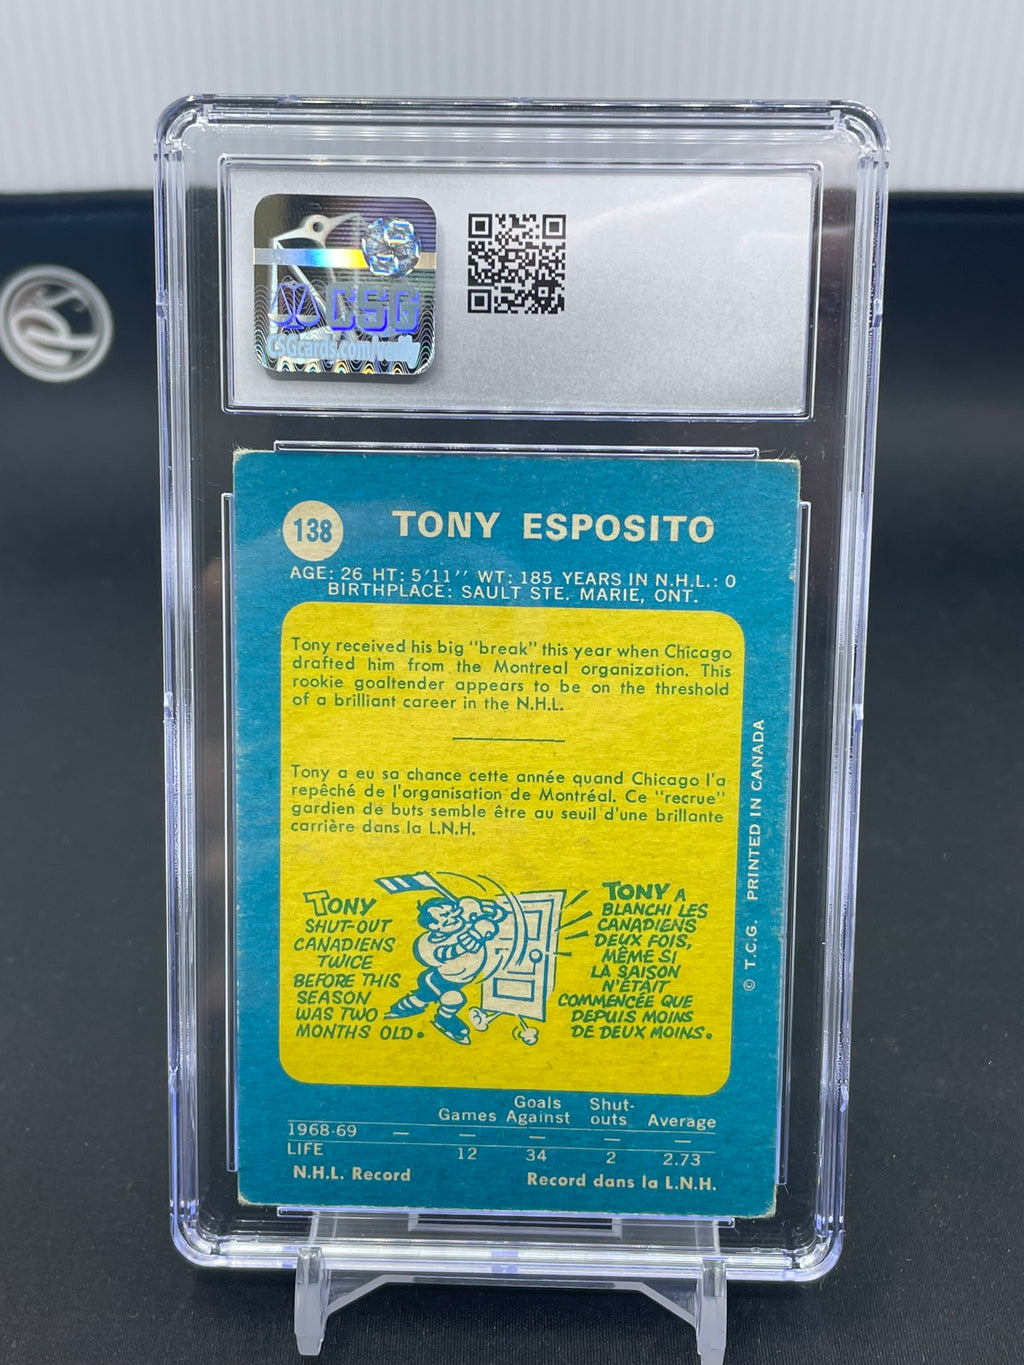 CSG
CSGcards.com/verify
138
TONY ESPOSITO
AGE: 26 HT: 5'11'' WT: 185 YEARS IN N.H.L.: 0
BIRTHPLACE: SAULT STE. MARIE, ONT.
Tony received his big "break" this year when Chicago
drafted him from the Montreal organization. This
rookie goaltender appears to be on the threshold
of a brilliant career in the N.H.L.
Tony a eu sa chance cette année quand Chicago l'a
repêché de l'organisation de Montréal. Ce "recrue"
gardien de buts semble être au seuil d'une brillante
carrière dans la L.N.H.
TONY
SHUT-OUT
CANADIENS
TWICE
BEFORE THIS
SEASON
WAS TWO
MONTHS OLD.
TONY A
BLANCHI LES
CANADIENS
DEUX FOIS,
MÊME SI
LA SAISON
N'ÉTAIT
COMMENCÉE QUE
DEPUIS MOINS
DE DEUX MOINS.
© T.C.G. PRINTED IN CANADA
Games Goals Against Shut-outs Average
1968-69 — — — — —
LIFE 12 34 2 2.73
N.H.L. Record Record dans la L.N.H.